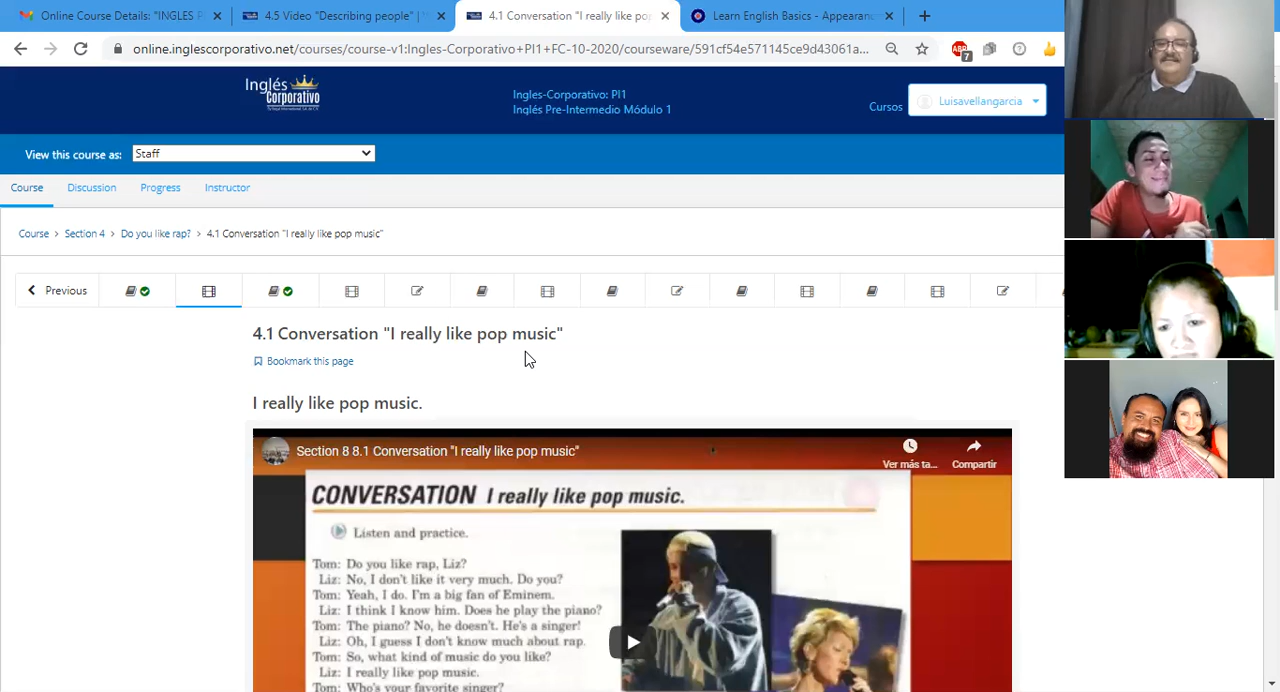 Online Course Details: "INGLES P
4.5 Video "Describing people" |
4.1 Conversation "I really like po
Learn English Basics - Appearan
online.inglescorporativo.net/courses/course-v1:Ingles-Corporativo+PI1+FC-10-2020/courseware/591cf54e571145ce9d43061a...
ABP
7
Inglés
Corporativo
Ingles-Corporativo: PI1
Inglés Pre-Intermedio Módulo 1
Cursos
Luisavellangarcia
View this course as:
Staff
Course
Discussion
Progress
Instructor
Course > Section 4 > Do you like rap? > 4.1 Conversation "I really like pop music"
Previous
4.1 Conversation "I really like pop music"
Bookmark this page
I really like pop music.
Section 8 8.1 Conversation "I really like pop music"
Ver más ta...
Compartir
CONVERSATION I really like pop music.
Listen and practice.
Tom: Do you like rap, Liz?
Liz: No, I don't like it very much. Do you?
Tom: Yeah, I do. I'm a big fan of Eminem.
Liz: I think I know him. Does he play the piano?
Tom: The piano? No, he doesn't. He's a singer!
Liz: Oh, I guess I don't know much about rap.
Tom: So, what kind of music do you like?
Liz: I really like pop music.
Tom: Who's your favorite singer?